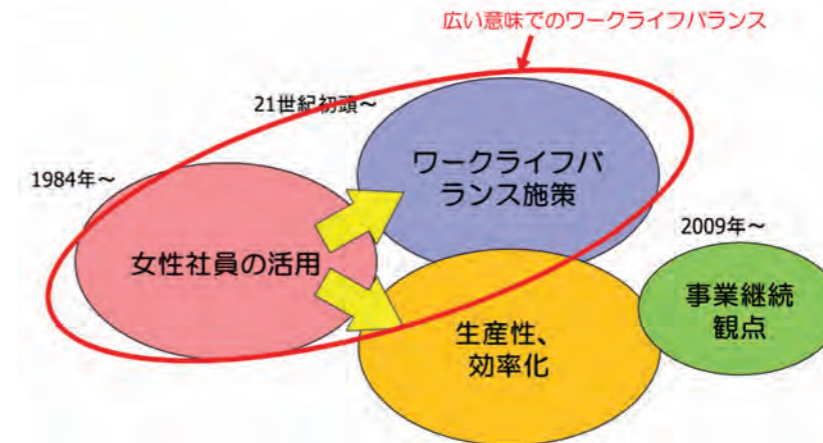 広い意味でのワークライフバランス
21世紀初頭～
ワークライフバ
ランス施策
1984年～
女性社員の活用
2009年～
事業継続
観点
生産性、
効率化